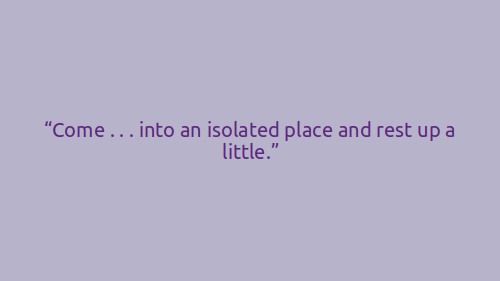 “Come . . . into an isolated place and rest up a
little.”